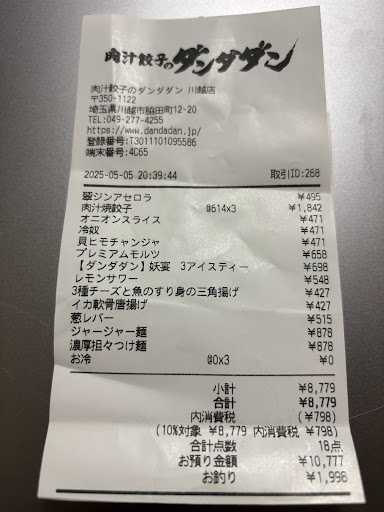 肉汁餃子のダンダダン
肉汁餃子のダンダダン 川越店
〒350-1122
埼玉県川越市脇田町12-20
TEL:049-277-4255
https://www.dandadan.jp/
登録番号:T3011101095586
端末番号:4C65
2025-05-05 20:39:44 取引ID:268
翠ジンアセロラ ¥495
肉汁焼餃子 @614x3 ¥1,842
オニオンスライス ¥471
冷奴 ¥471
貝ヒモチャンジャ ¥471
プレミアムモルツ ¥658
【ダンダダン】妖宴 3アイスティー ¥698
レモンサワー ¥548
3種チーズと魚のすり身の三角揚げ ¥427
イカ軟骨唐揚げ ¥427
葱レバー ¥515
ジャージャー麺 ¥878
濃厚担々つけ麺 ¥878
お冷 @0x3 ¥0
小計 ¥8,779
合計 ¥8,779
内消費税 (¥798)
(10%対象 ¥8,779 内消費税 ¥798)
合計点数 18点
お預り金額 ¥10,777
お釣り ¥1,998